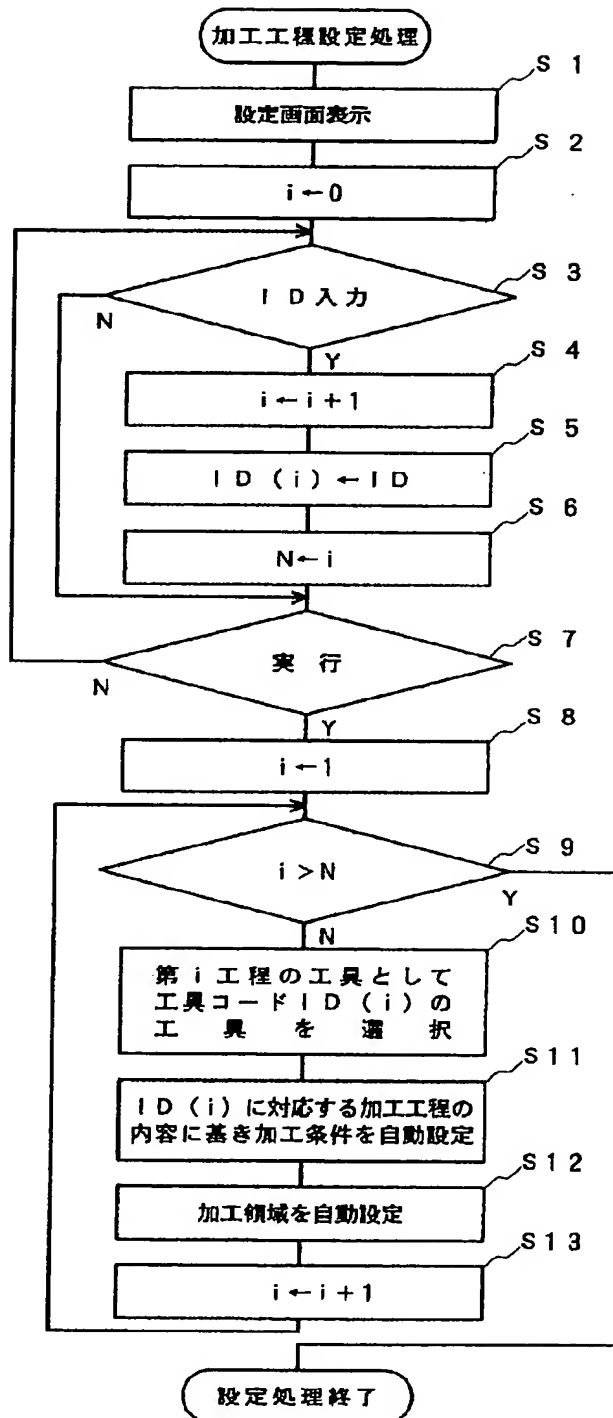 加工工程設定処理
S1
設定画面表示
S2
i←0
S3
ID入力
N
Y
S4
i←i+1
S5
ID(i)←ID
S6
N←i
S7
実行
N
Y
S8
i←1
S9
i>N
Y
N
S10
第i工程の工具として
工具コードID(i)の
工具を選択
S11
ID(i)に対応する加工工程の
内容に基き加工条件を自動設定
S12
加工領域を自動設定
S13
i←i+1
設定処理終了